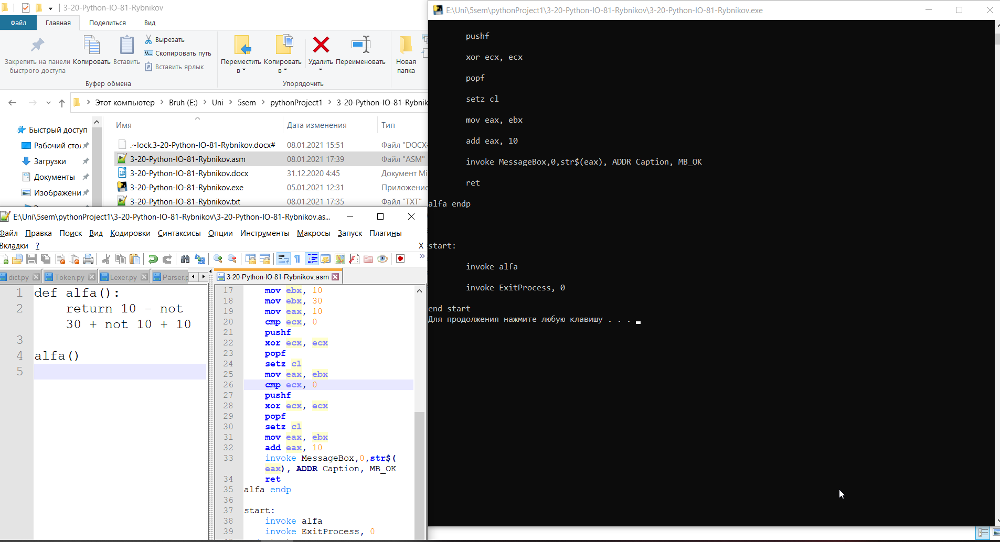 3-20-Python-IO-81-Rybnikov
Файл Главная Поделиться Вид
Закрепить на панели быстрого доступа
Копировать
Вставить
Вырезать
Скопировать путь
Вставить ярлык
Переместить в
Копировать в
Удалить
Переименовать
Новая папка
Буфер обмена
Упорядочить
Этот компьютер Bruh (E:) Uni 5sem pythonProject1 3-20-Python-IO-81-Rybnik
Быстрый доступ
Рабочий сто.
Загрузки
Документы
Изображени
Имя Дата изменения Тип
.~lock.3-20-Python-IO-81-Rybnikov.docx# 08.01.2021 15:51 Файл "DOCX
3-20-Python-IO-81-Rybnikov.asm 08.01.2021 17:39 Файл "ASM"
3-20-Python-IO-81-Rybnikov.docx 31.12.2020 4:45 Документ Mi
3-20-Python-IO-81-Rybnikov.exe 05.01.2021 12:31 Приложение
3-20-Python-IO-81-Rybnikov.txt 08.01.2021 17:35 Файл "TXT"
E:\Uni\5sem\pythonProject1\3-20-Python-IO-81-Rybnikov\3-20-Python-IO-81-Rybnikov.as...
Файл Правка Поиск Вид Кодировки Синтаксисы Опции Инструменты Макросы Запуск Плагины
Вкладки ? X
dict.py Token.py Lexer.py Parser.p
3-20-Python-IO-81-Rybnikov.asm
1 def alfa():
2 return 10 - not
30 + not 10 + 10
3
4 alfa()
5
17 mov ebx, 10
18 mov ebx, 30
19 mov eax, 10
20 cmp ecx, 0
21 pushf
22 xor ecx, ecx
23 popf
24 setz cl
25 mov eax, ebx
26 cmp ecx, 0
27 pushf
28 xor ecx, ecx
29 popf
30 setz cl
31 mov eax, ebx
32 add eax, 10
33 invoke MessageBox,0,str$(
eax), ADDR Caption, MB_OK
34 ret
35 alfa endp
36
37 start:
38 invoke alfa
39 invoke ExitProcess, 0
E:\Uni\5sem\pythonProject1\3-20-Python-IO-81-Rybnikov\3-20-Python-IO-81-Rybnikov.exe
pushf
xor ecx, ecx
popf
setz cl
mov eax, ebx
add eax, 10
invoke MessageBox,0,str$(eax), ADDR Caption, MB_OK
ret
alfa endp
start:
invoke alfa
invoke ExitProcess, 0
end start
Для продолжения нажмите любую клавишу . . .